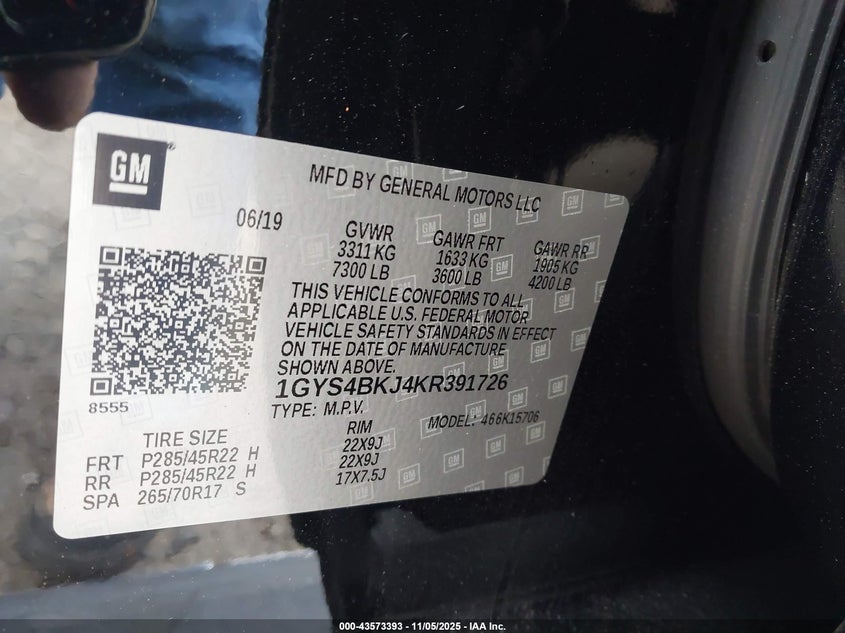 GM
MFD BY GENERAL MOTORS LLC
06/19
GVWR GAWR FRT GAWR RR
3311 KG 1633 KG 1905 KG
7300 LB 3600 LB 4200 LB
THIS VEHICLE CONFORMS TO ALL
APPLICABLE U.S. FEDERAL MOTOR
VEHICLE SAFETY STANDARDS IN EFFECT
ON THE DATE OF MANUFACTURE
SHOWN ABOVE.
1GYS4BKJ4KR391726
8555
TYPE: M.P.V. MODEL: 466K15706
TIRE SIZE RIM
FRT P285/45R22 H 22X9J
RR P285/45R22 H 22X9J
SPA 265/70R17 S 17X7.5J
000-43573393 | 11/05/2025 - IAA Inc.